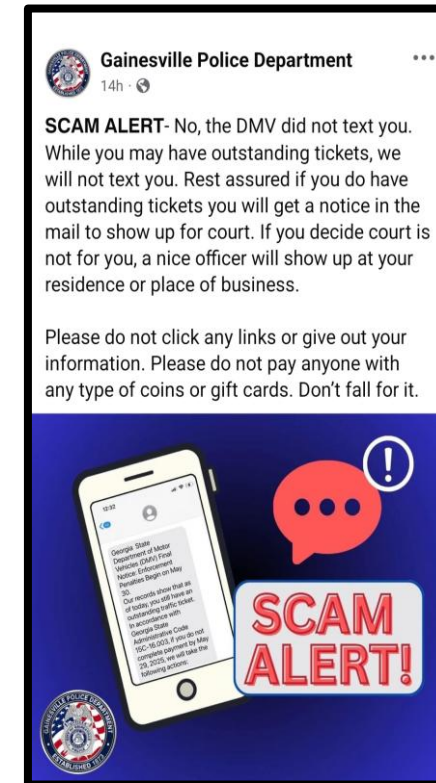 Gainesville Police Department
14h
SCAM ALERT- No, the DMV did not text you.
While you may have outstanding tickets, we
will not text you. Rest assured if you do have
outstanding tickets you will get a notice in the
mail to show up for court. If you decide court is
not for you, a nice officer will show up at your
residence or place of business.
Please do not click any links or give out your
information. Please do not pay anyone with
any type of coins or gift cards. Don’t fall for it.
12:32
Georgia State
Department of Motor
Vehicles (DMV) Final
Notice: Enforcement
Penalties Begin on May
30.
Our records show that as
of today, you still have an
outstanding traffic ticket.
In accordance with
Georgia State
Administrative Code
15C-16.003, if you do not
complete payment by May
29, 2025, we will take the
following actions:
SCAM
ALERT!
GAINESVILLE POLICE DEPARTMENT